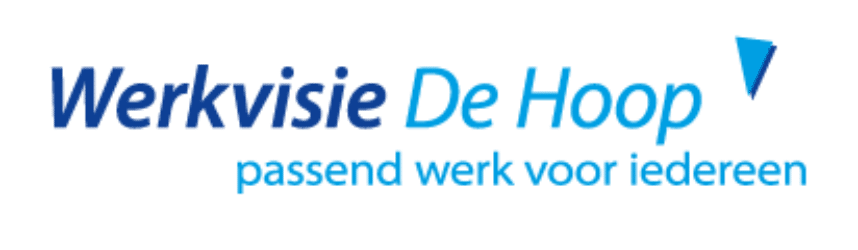 Werkvisie De Hoop
passend werk voor iedereen